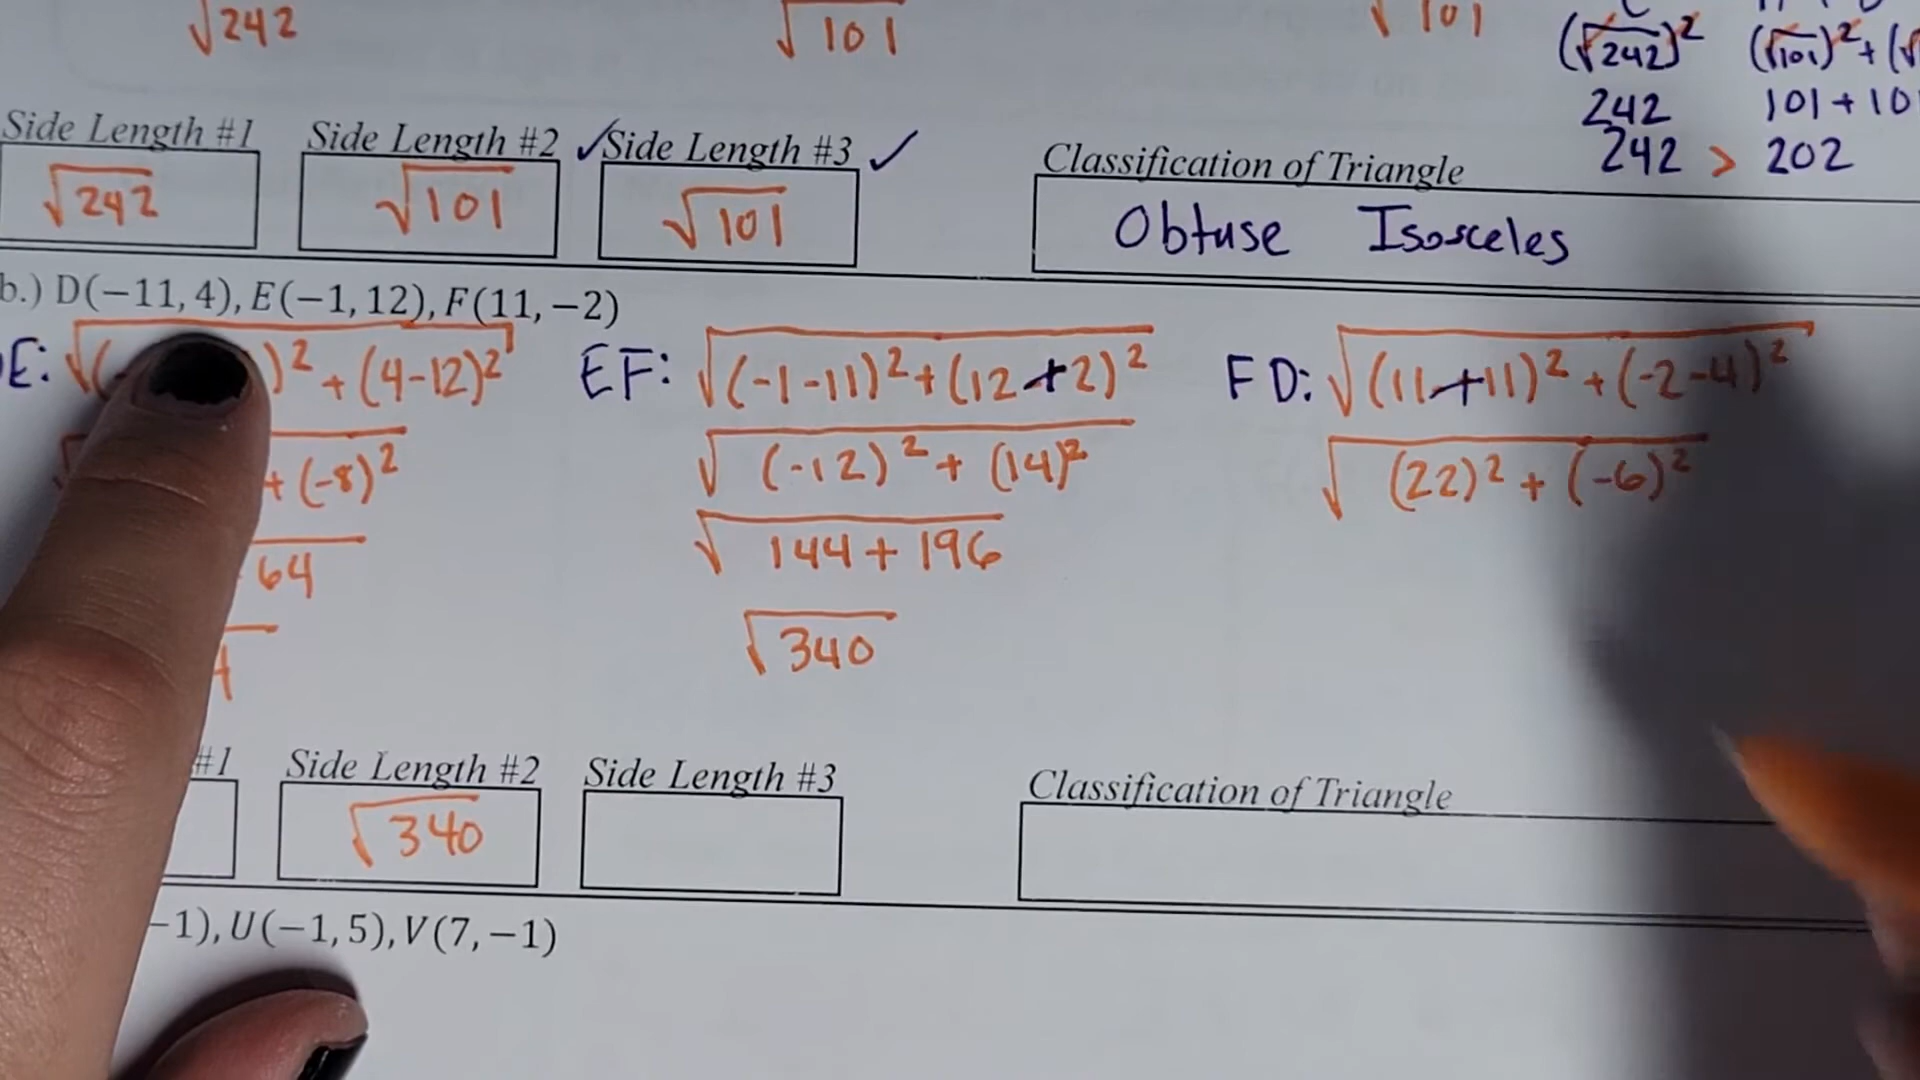 √242 √101 √101
(√242)² (√101)² + (√
242 101 + 10
242 > 202
Side Length #1 Side Length #2 ✓ Side Length #3 ✓ Classification of Triangle
√242 √101 √101 Obtuse Isosceles
b.) D(−11, 4), E(−1, 12), F(11, −2)
E: √( )² + (4-12)² EF: √(-1-11)² + (12+2)² FD: √(11+11)² + (-2-4)²
+ (-8)² √(-12)² + (14)² √(22)² + (-6)²
64 √144 + 196
√340
#1 Side Length #2 Side Length #3 Classification of Triangle
√340
−1), U(−1, 5), V(7, −1)